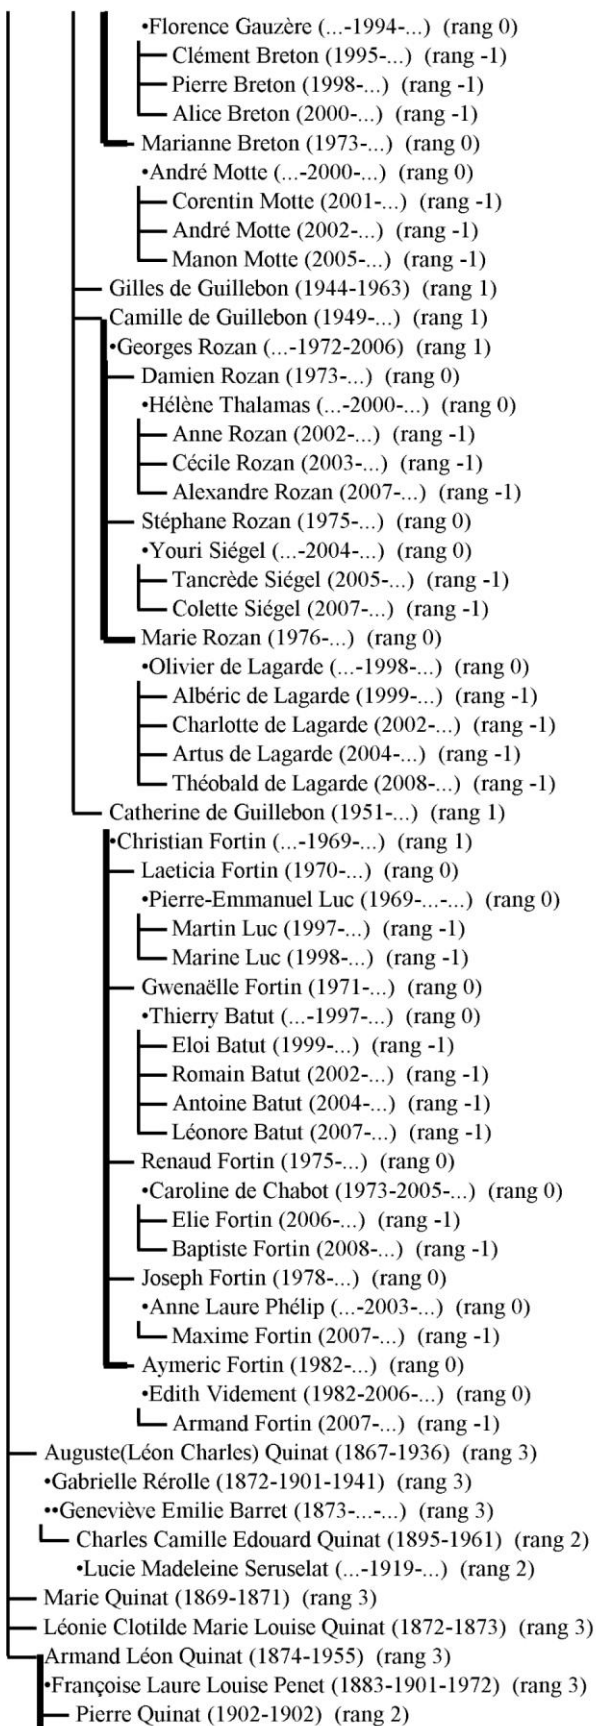 •Florence Gauzère (...-1994-...) (rang 0)
Clément Breton (1995-...) (rang -1)
Pierre Breton (1998-...) (rang -1)
Alice Breton (2000-...) (rang -1)
Marianne Breton (1973-...) (rang 0)
•André Motte (...-2000-...) (rang 0)
Corentin Motte (2001-...) (rang -1)
André Motte (2002-...) (rang -1)
Manon Motte (2005-...) (rang -1)
Gilles de Guillebon (1944-1963) (rang 1)
Camille de Guillebon (1949-...) (rang 1)
•Georges Rozan (...-1972-2006) (rang 1)
Damien Rozan (1973-...) (rang 0)
•Hélène Thalamas (...-2000-...) (rang 0)
Anne Rozan (2002-...) (rang -1)
Cécile Rozan (2003-...) (rang -1)
Alexandre Rozan (2007-...) (rang -1)
Stéphane Rozan (1975-...) (rang 0)
•Youri Siégel (...-2004-...) (rang 0)
Tancrède Siégel (2005-...) (rang -1)
Colette Siégel (2007-...) (rang -1)
Marie Rozan (1976-...) (rang 0)
•Olivier de Lagarde (...-1998-...) (rang 0)
Albéric de Lagarde (1999-...) (rang -1)
Charlotte de Lagarde (2002-...) (rang -1)
Artus de Lagarde (2004-...) (rang -1)
Théobald de Lagarde (2008-...) (rang -1)
Catherine de Guillebon (1951-...) (rang 1)
•Christian Fortin (...-1969-...) (rang 1)
Laeticia Fortin (1970-...) (rang 0)
•Pierre-Emmanuel Luc (1969-...-...) (rang 0)
Martin Luc (1997-...) (rang -1)
Marine Luc (1998-...) (rang -1)
Gwenaëlle Fortin (1971-...) (rang 0)
•Thierry Batut (...-1997-...) (rang 0)
Eloi Batut (1999-...) (rang -1)
Romain Batut (2002-...) (rang -1)
Antoine Batut (2004-...) (rang -1)
Léonore Batut (2007-...) (rang -1)
Renaud Fortin (1975-...) (rang 0)
•Caroline de Chabot (1973-2005-...) (rang 0)
Elie Fortin (2006-...) (rang -1)
Baptiste Fortin (2008-...) (rang -1)
Joseph Fortin (1978-...) (rang 0)
•Anne Laure Phélip (...-2003-...) (rang 0)
Maxime Fortin (2007-...) (rang -1)
Aymeric Fortin (1982-...) (rang 0)
•Edith Videment (1982-2006-...) (rang 0)
Armand Fortin (2007-...) (rang -1)
Auguste(Léon Charles) Quinat (1867-1936) (rang 3)
•Gabrielle Rérolle (1872-1901-1941) (rang 3)
••Geneviève Emilie Barret (1873-...-...) (rang 3)
Charles Camille Edouard Quinat (1895-1961) (rang 2)
•Lucie Madeleine Seruselat (...-1919-...) (rang 2)
Marie Quinat (1869-1871) (rang 3)
Léonie Clotilde Marie Louise Quinat (1872-1873) (rang 3)
Armand Léon Quinat (1874-1955) (rang 3)
•Françoise Laure Louise Penet (1883-1901-1972) (rang 3)
Pierre Quinat (1902-1902) (rang 2)